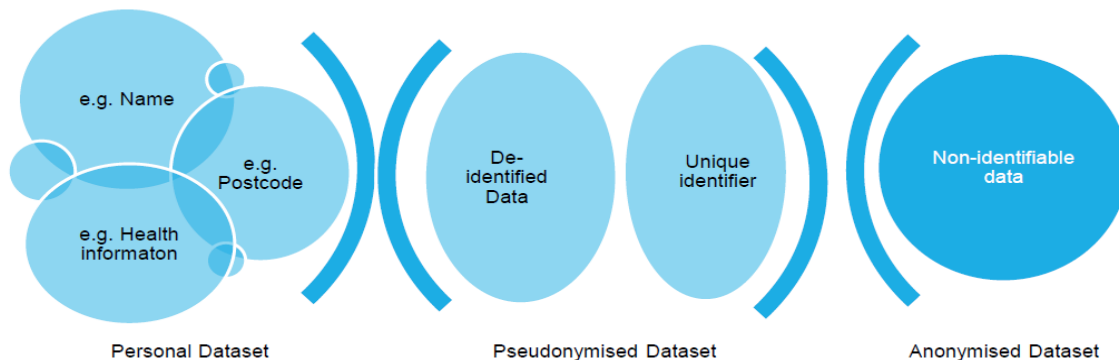 e.g. Name
e.g.
Postcode
e.g. Health
informaton
De-
identified
Data
Unique
identifier
Non-identifiable
data
Personal Dataset
Pseudonymised Dataset
Anonymised Dataset